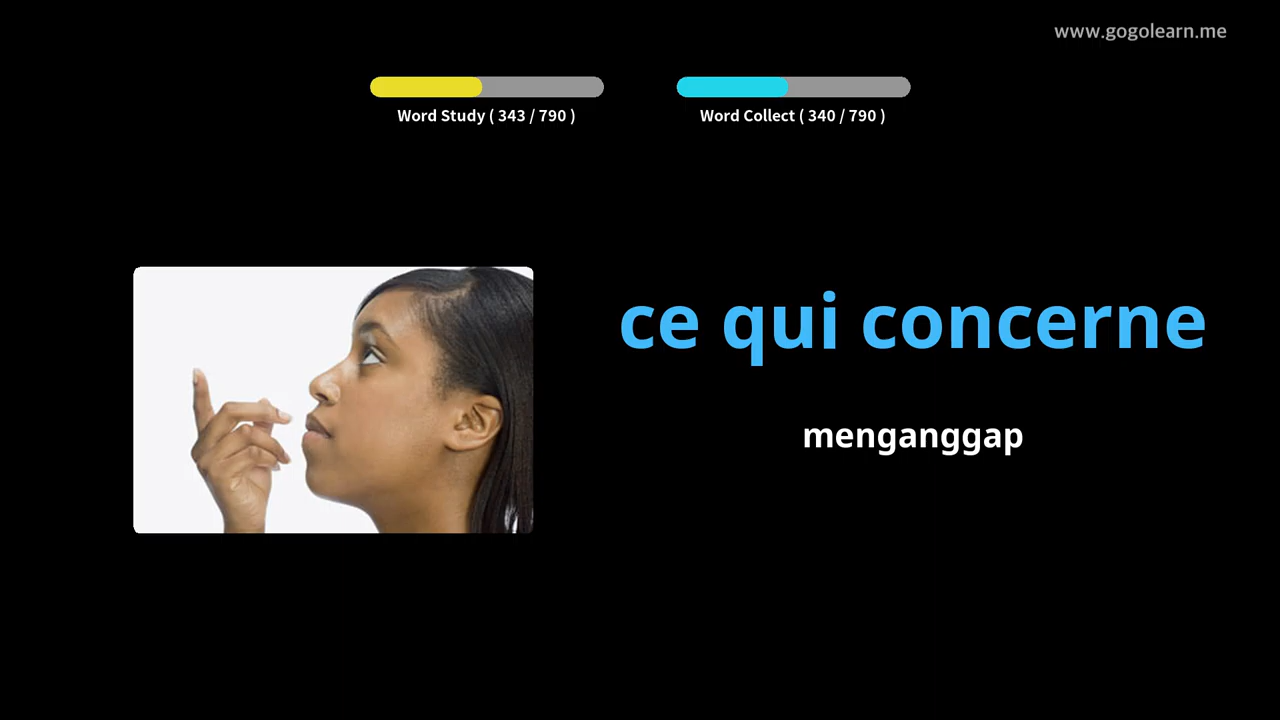 www.gogolearn.me
Word Study ( 343 / 790 )
Word Collect ( 340 / 790 )
ce qui concerne
menganggap